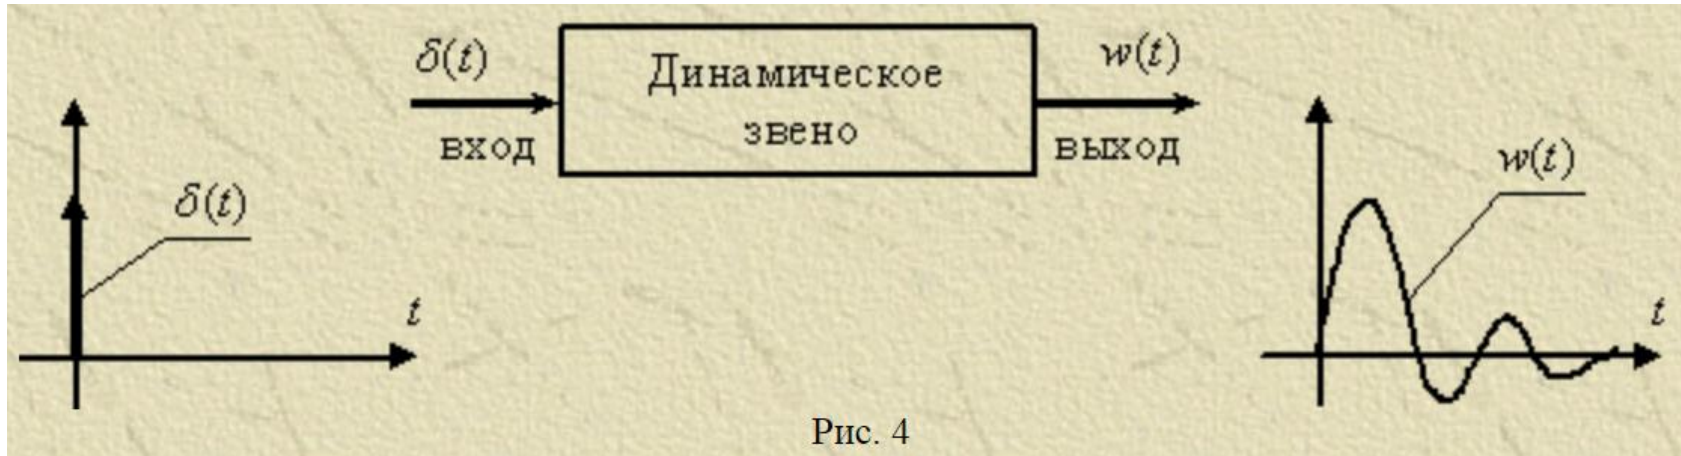 δ(t)
вход
Динамическое
звено
w(t)
выход
δ(t)
t
w(t)
t
Рис. 4